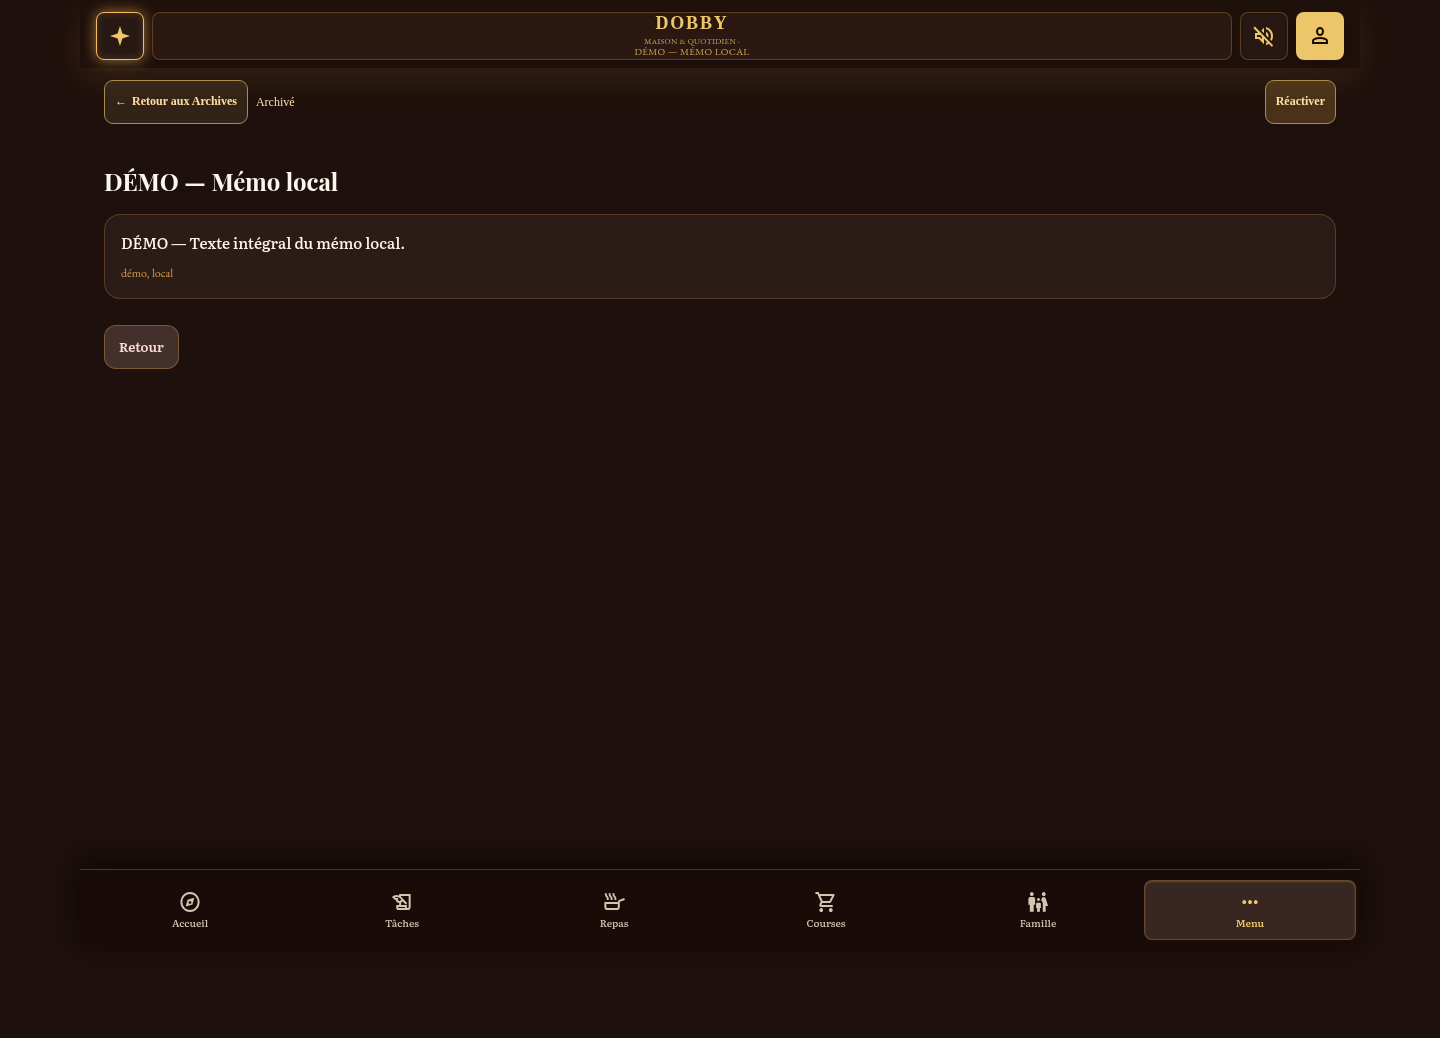 DOBBY
MAISON & QUOTIDIEN ·
DÉMO — MÉMO LOCAL
← Retour aux Archives
Archivé
Réactiver
DÉMO — Mémo local
DÉMO — Texte intégral du mémo local.
démo, local
Retour
Accueil
Tâches
Repas
Courses
Famille
Menu